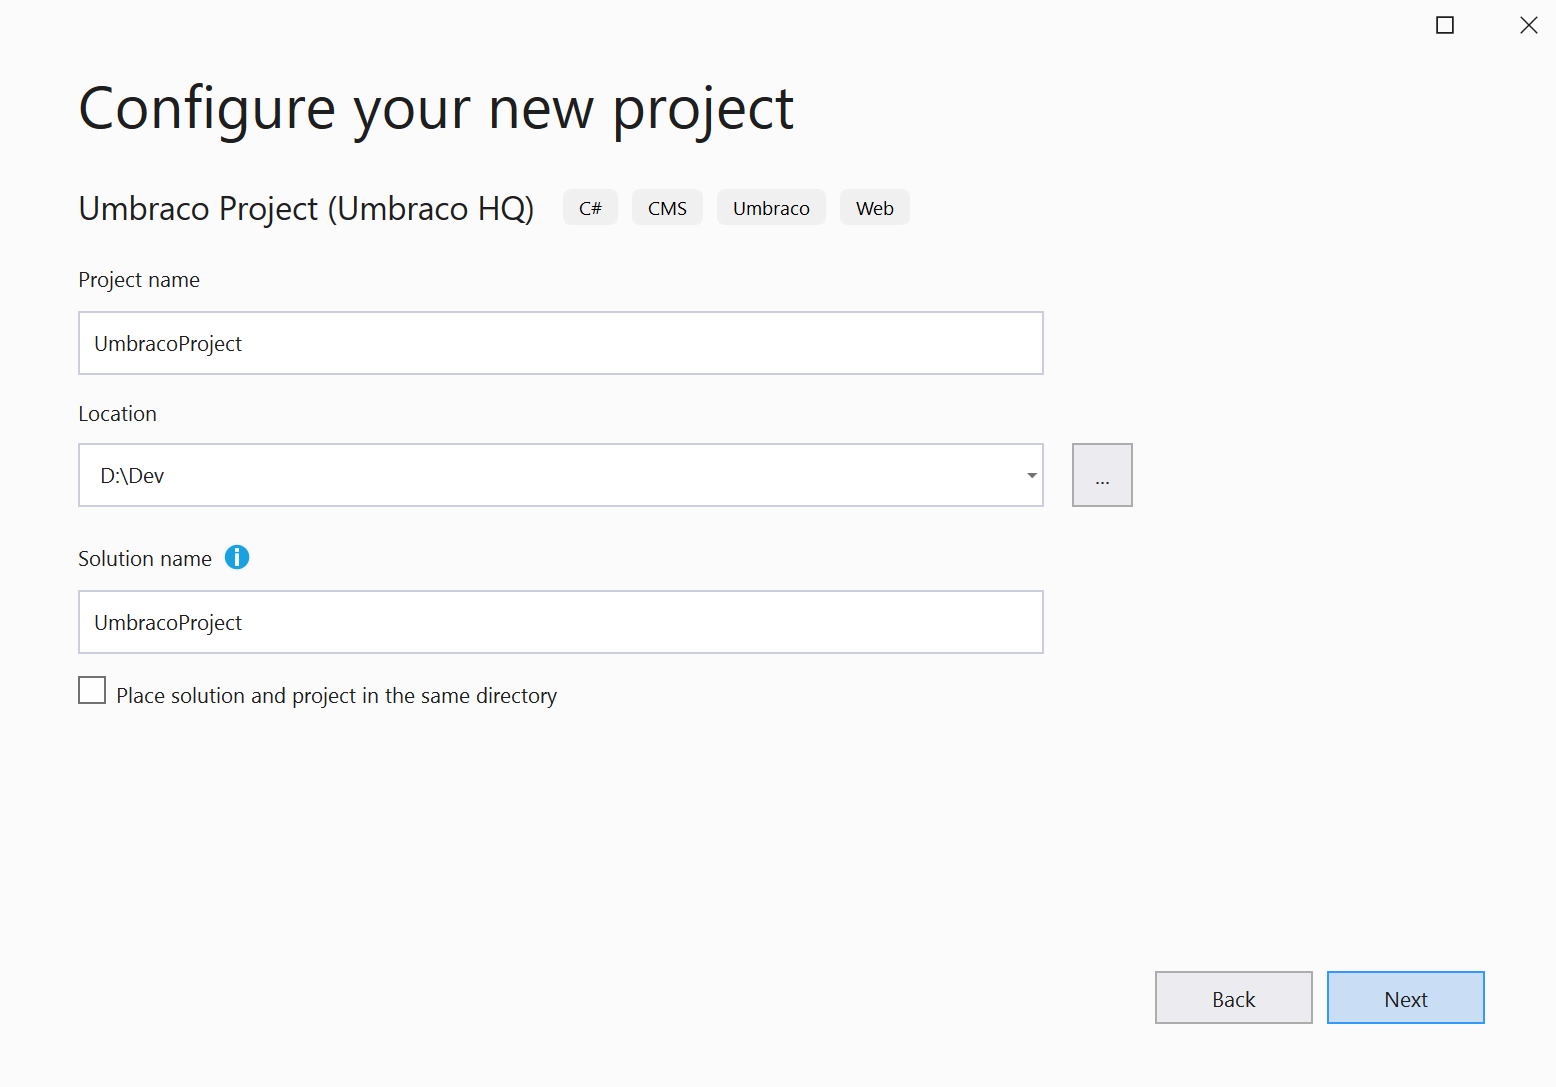 Configure your new project
Umbraco Project (Umbraco HQ) C# CMS Umbraco Web
Project name
UmbracoProject
Location
D:\Dev
...
Solution name
UmbracoProject
Place solution and project in the same directory
Back Next